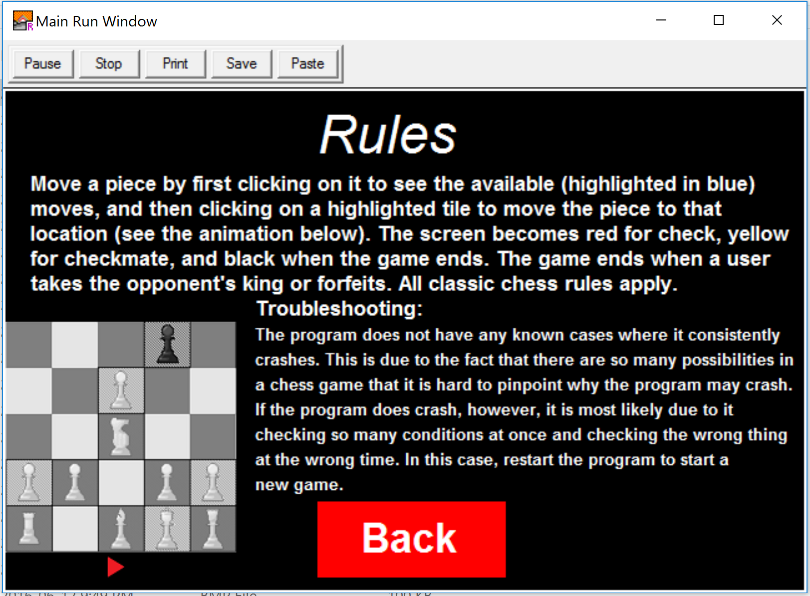 Main Run Window
Pause Stop Print Save Paste
Rules
Move a piece by first clicking on it to see the available (highlighted in blue)
moves, and then clicking on a highlighted tile to move the piece to that
location (see the animation below). The screen becomes red for check, yellow
for checkmate, and black when the game ends. The game ends when a user
takes the opponent's king or forfeits. All classic chess rules apply.
Troubleshooting:
The program does not have any known cases where it consistently
crashes. This is due to the fact that there are so many possibilities in
a chess game that it is hard to pinpoint why the program may crash.
If the program does crash, however, it is most likely due to it
checking so many conditions at once and checking the wrong thing
at the wrong time. In this case, restart the program to start a
new game.
Back